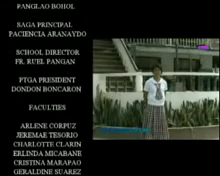 PANGLAO BOHOL
SAGA PRINCIPAL
PACIENCIA ARANAYDO
SCHOOL DIRECTOR
FR. RUEL PANGAN
PTGA PRESIDENT
DONDON BONCARON
FACULTIES
ARLENE CORPUZ
JEREMAE TESORIO
CHARLOTTE CLARIN
ERLINDA MICABANE
CRISTINA MARAPAO
GERALDINE SUAREZ